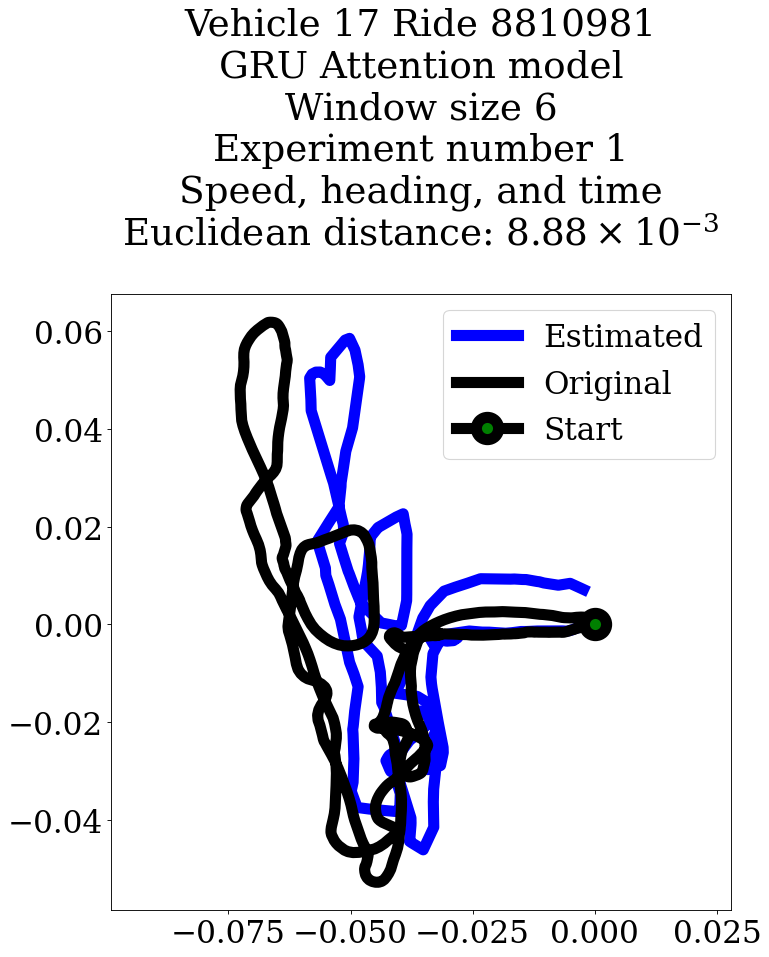 Vehicle 17 Ride 8810981
GRU Attention model
Window size 6
Experiment number 1
Speed, heading, and time
Euclidean distance: 8.88 × 10⁻³
Estimated
Original
Start
0.06
0.04
0.02
0.00
−0.02
−0.04
−0.075 −0.050 −0.025 0.000 0.025